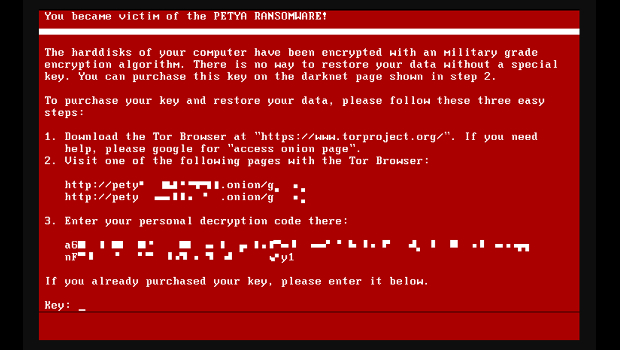 You became victim of the PETYA RANSOMWARE!
The harddisks of your computer have been encrypted with an military grade
encryption algorithm. There is no way to restore your data without a special
key. You can purchase this key on the darknet page shown in step 2.
To purchase your key and restore your data, please follow these three easy
steps:
1. Download the Tor Browser at "https://www.torproject.org/". If you need
help, please google for "access onion page".
2. Visit one of the following pages with the Tor Browser:
http://pety .onion/g
http://pety .onion/g
3. Enter your personal decryption code there:
a6
nF y1
If you already purchased your key, please enter it below.
Key: _